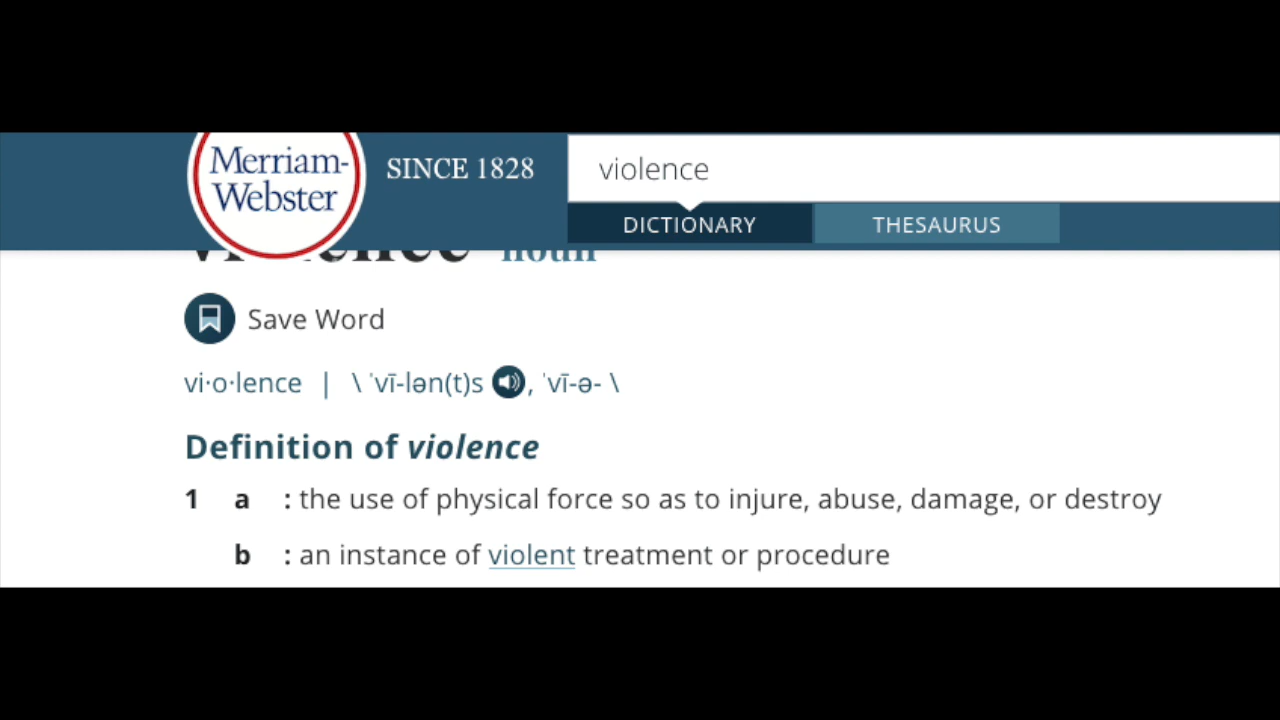 Merriam-
Webster
SINCE 1828
violence
DICTIONARY
THESAURUS
violence noun
Save Word
vi·o·lence | \ ˈvī-lən(t)s , ˈvī-ə- \
Definition of violence
1 a : the use of physical force so as to injure, abuse, damage, or destroy
b : an instance of violent treatment or procedure